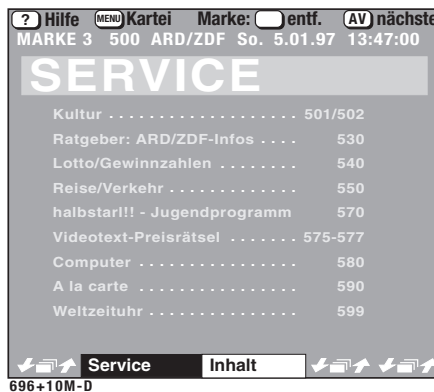 ? Hilfe MENU Kartei Marke: entf. AV nächste
MARKE 3 500 ARD/ZDF So. 5.01.97 13:47:00
SERVICE
Kultur . . . . . . . . . . . . . . . . . . . 501/502
Ratgeber: ARD/ZDF-Infos . . . . 530
Lotto/Gewinnzahlen . . . . . . . . 540
Reise/Verkehr . . . . . . . . . . . . . 550
halbstar!!! - Jugendprogramm 570
Videotext-Preisrätsel . . . . . . . 575-577
Computer . . . . . . . . . . . . . . . . 580
A la carte . . . . . . . . . . . . . . . . 590
Weltzeituhr . . . . . . . . . . . . . . . 599
Service Inhalt
696+10M-D